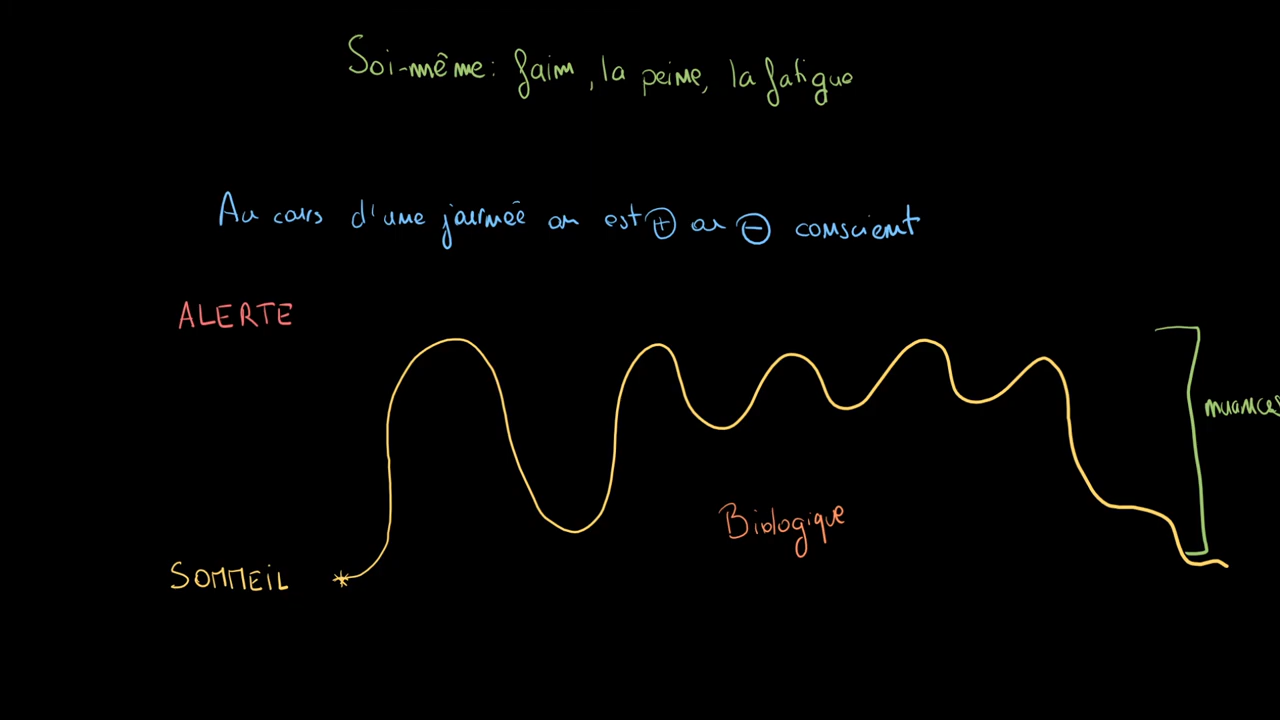 Soi-même: faim, la peine, la fatigue
Au cours d'une journée on est ⊕ ou ⊖ conscient
ALERTE
nuances
Biologique
SOMMEIL